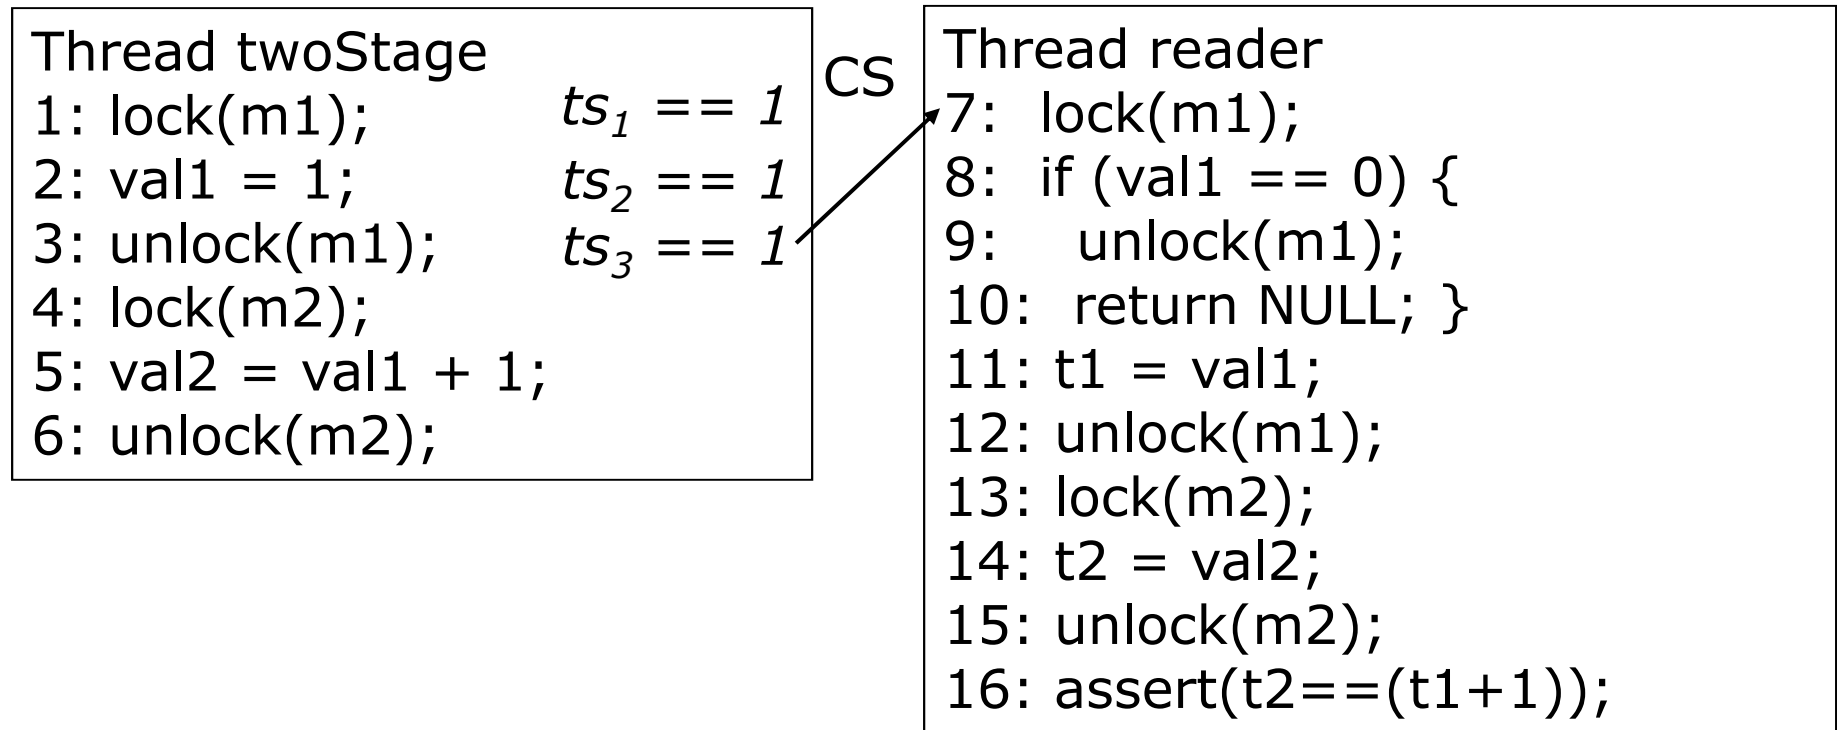 Thread twoStage
1: lock(m1);
ts₁ == 1
2: val1 = 1;
ts₂ == 1
3: unlock(m1);
ts₃ == 1
4: lock(m2);
5: val2 = val1 + 1;
6: unlock(m2);
CS
Thread reader
7: lock(m1);
8: if (val1 == 0) {
9: unlock(m1);
10: return NULL; }
11: t1 = val1;
12: unlock(m1);
13: lock(m2);
14: t2 = val2;
15: unlock(m2);
16: assert(t2==(t1+1));